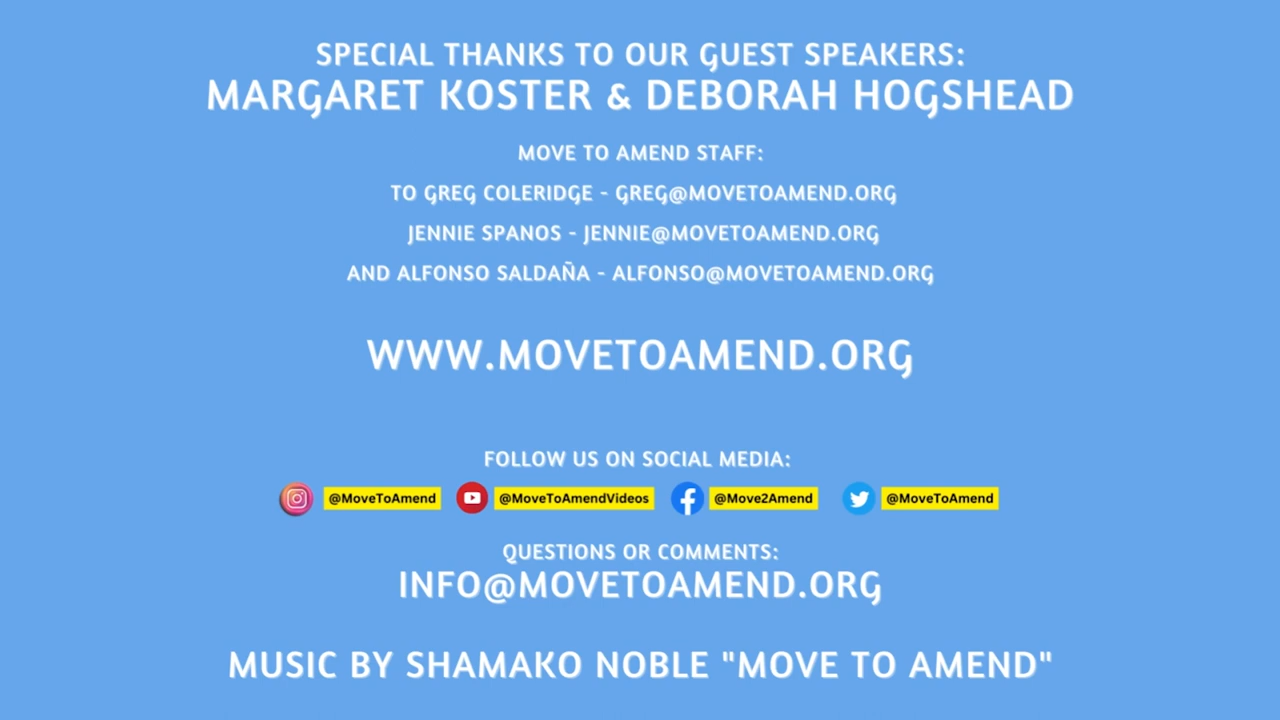 SPECIAL THANKS TO OUR GUEST SPEAKERS:
MARGARET KOSTER & DEBORAH HOGSHEAD
MOVE TO AMEND STAFF:
TO GREG COLERIDGE - GREG@MOVETOAMEND.ORG
JENNIE SPANOS - JENNIE@MOVETOAMEND.ORG
AND ALFONSO SALDAÑA - ALFONSO@MOVETOAMEND.ORG
WWW.MOVETOAMEND.ORG
FOLLOW US ON SOCIAL MEDIA:
@MoveToAmend @MoveToAmendVideos @Move2Amend @MoveToAmend
QUESTIONS OR COMMENTS:
INFO@MOVETOAMEND.ORG
MUSIC BY SHAMAKO NOBLE "MOVE TO AMEND"